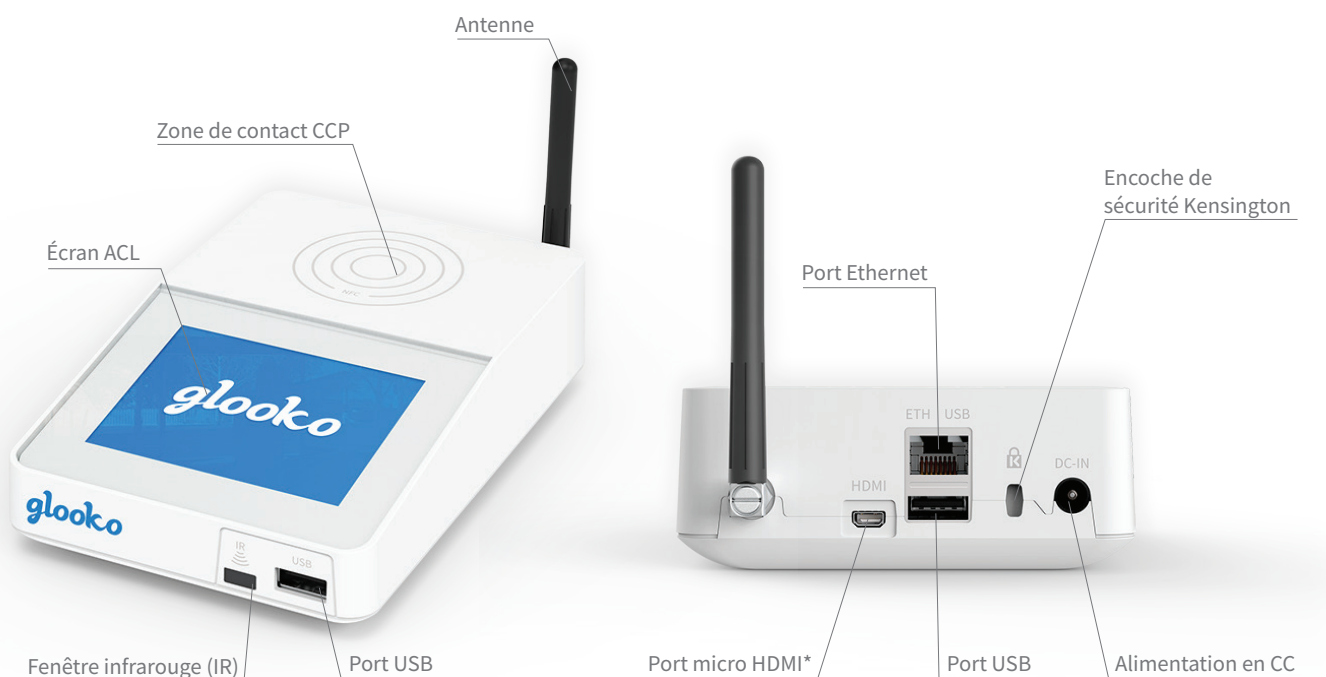 Antenne
Zone de contact CCP
Écran ACL
NFC
glooko
glooko
IR
USB
Fenêtre infrarouge (IR)
Port USB
Encoche de
sécurité Kensington
Port Ethernet
ETH USB
K
DC-IN
HDMI
Port micro HDMI*
Port USB
Alimentation en CC